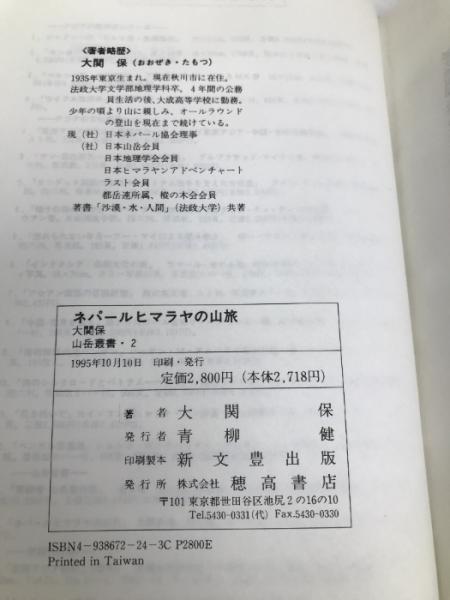 〈著者略歴〉
大関 保(おおぜき・たもつ)
1935年東京生まれ。現在秋川市に在住。
法政大学文学部地理学科卒、4年間の公務
員生活の後、大成高等学校に勤務。
少年の頃より山に親しみ、オールラウンド
の登山を現在まで続けている。
現(社)日本ネパール協会理事
(社)日本山岳会会員
日本地理学会会員
日本ヒマラヤンアドベンチャート
ラスト会員
都岳連所属、橇の木会会員
著書「沙漠・水・人間」(法政大学)共著
ネパールヒマラヤの山旅
大関保
山岳叢書・2
1995年10月10日 印刷・発行
定価2,800円(本体2,718円)
著者 大関保
発行者 青柳健
印刷製本 新文豊出版
発行所 株式会社 穂高書店
〒101 東京都世田谷区池尻2の16の10
Tel.5430-0331(代) Fax.5430-0330
ISBN4-938672-24-3C P2800E
Printed in Taiwan